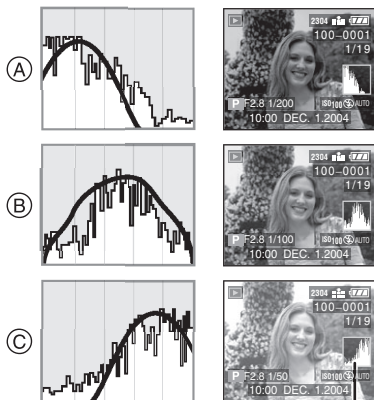 A
2304
100–0001
1/19
P F2.8 1/200 ISO100 AUTO
10:00 DEC. 1.2004
B
2304
100–0001
1/19
P F2.8 1/100 ISO100 AUTO
10:00 DEC. 1.2004
C
2304
100–0001
1/19
P F2.8 1/50 ISO100 AUTO
10:00 DEC. 1.2004